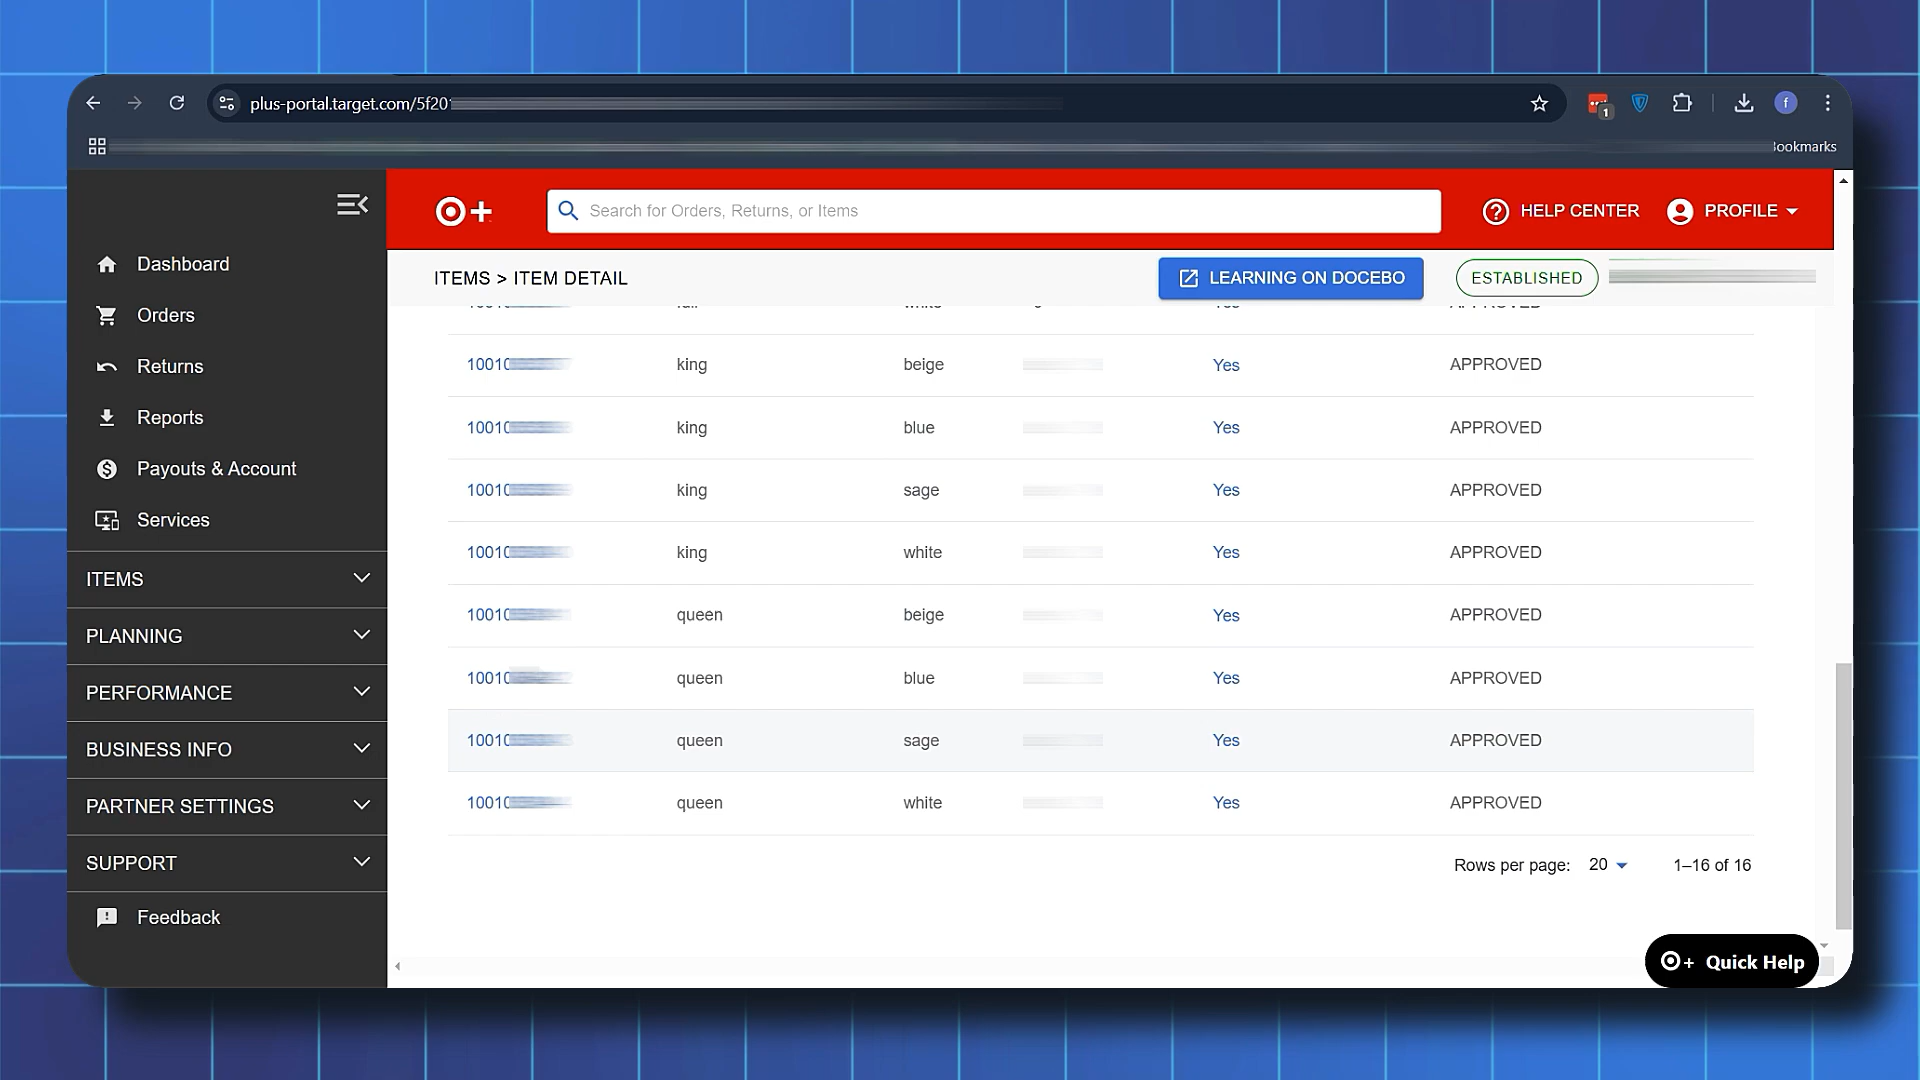 plus-portal.target.com/5f20
1
f
Bookmarks
Search for Orders, Returns, or Items
HELP CENTER
PROFILE
Dashboard
Orders
Returns
Reports
Payouts & Account
Services
ITEMS
PLANNING
PERFORMANCE
BUSINESS INFO
PARTNER SETTINGS
SUPPORT
Feedback
ITEMS > ITEM DETAIL
LEARNING ON DOCEBO
ESTABLISHED
10010 king beige Yes APPROVED
10010 king blue Yes APPROVED
10010 king sage Yes APPROVED
10010 king white Yes APPROVED
10010 queen beige Yes APPROVED
10010 queen blue Yes APPROVED
10010 queen sage Yes APPROVED
10010 queen white Yes APPROVED
Rows per page: 20 1–16 of 16
Quick Help